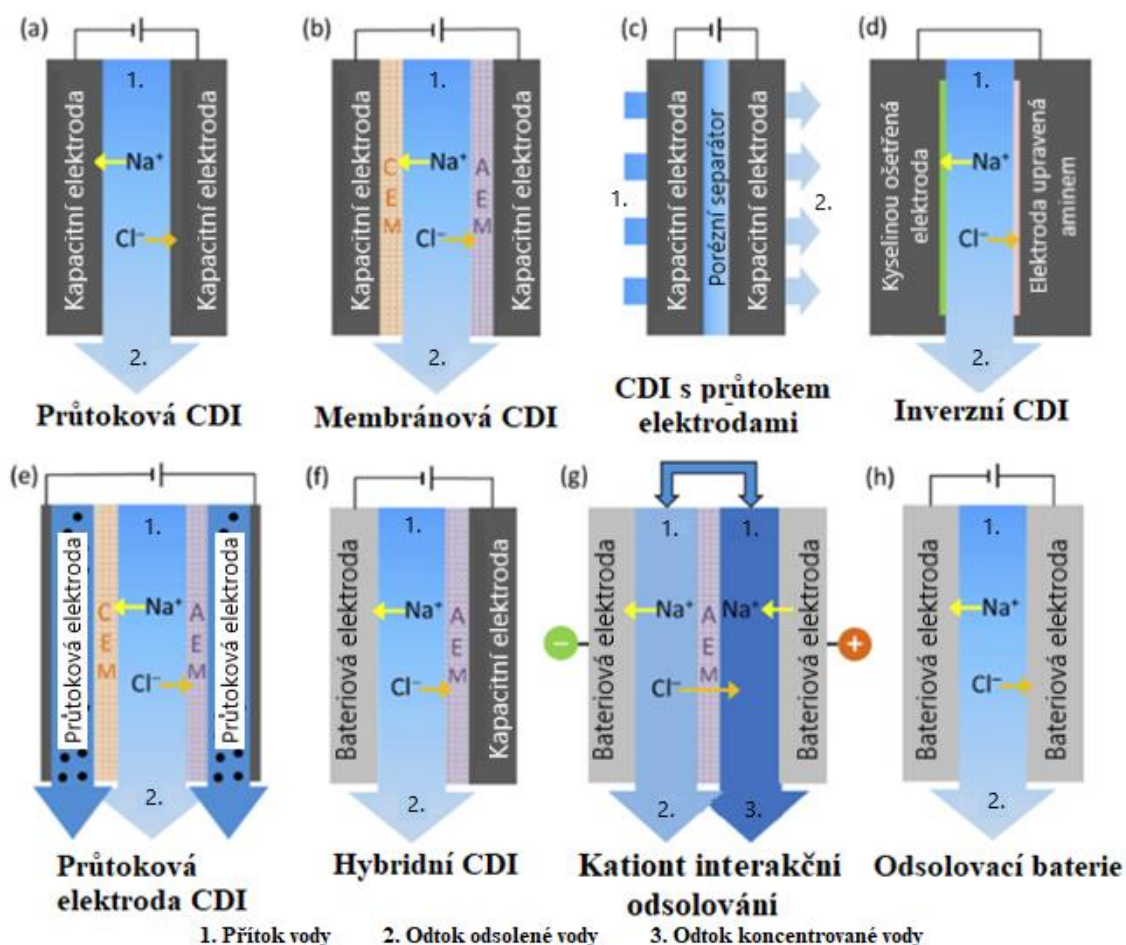 (a)
1.
Kapacitní elektroda
Na⁺
Cl⁻
Kapacitní elektroda
2.
Průtoková CDI
(b)
1.
Kapacitní elektroda
CEM
Na⁺
Cl⁻
AEM
Kapacitní elektroda
2.
Membránová CDI
(c)
1.
Kapacitní elektroda
Porézní separátor
Kapacitní elektroda
2.
CDI s průtokem
elektrodami
(d)
1.
Kyselinou ošetřená
elektroda
Na⁺
Cl⁻
Elektroda upravená
aminem
2.
Inverzní CDI
(e)
1.
Průtoková elektroda
CEM
Na⁺
Cl⁻
AEM
Průtoková elektroda
2.
Průtoková
elektroda CDI
(f)
1.
Bateriová elektroda
Na⁺
Cl⁻
AEM
Kapacitní elektroda
2.
Hybridní CDI
(g)
1.
1.
Bateriová elektroda
Na⁺
Cl⁻
AEM
Na⁺
Bateriová elektroda
−
+
2.
3.
Kationt interakční
odsolování
(h)
1.
Bateriová elektroda
Na⁺
Cl⁻
Bateriová elektroda
2.
Odsolovací baterie
1. Přítok vody 2. Odtok odsolené vody 3. Odtok koncentrované vody